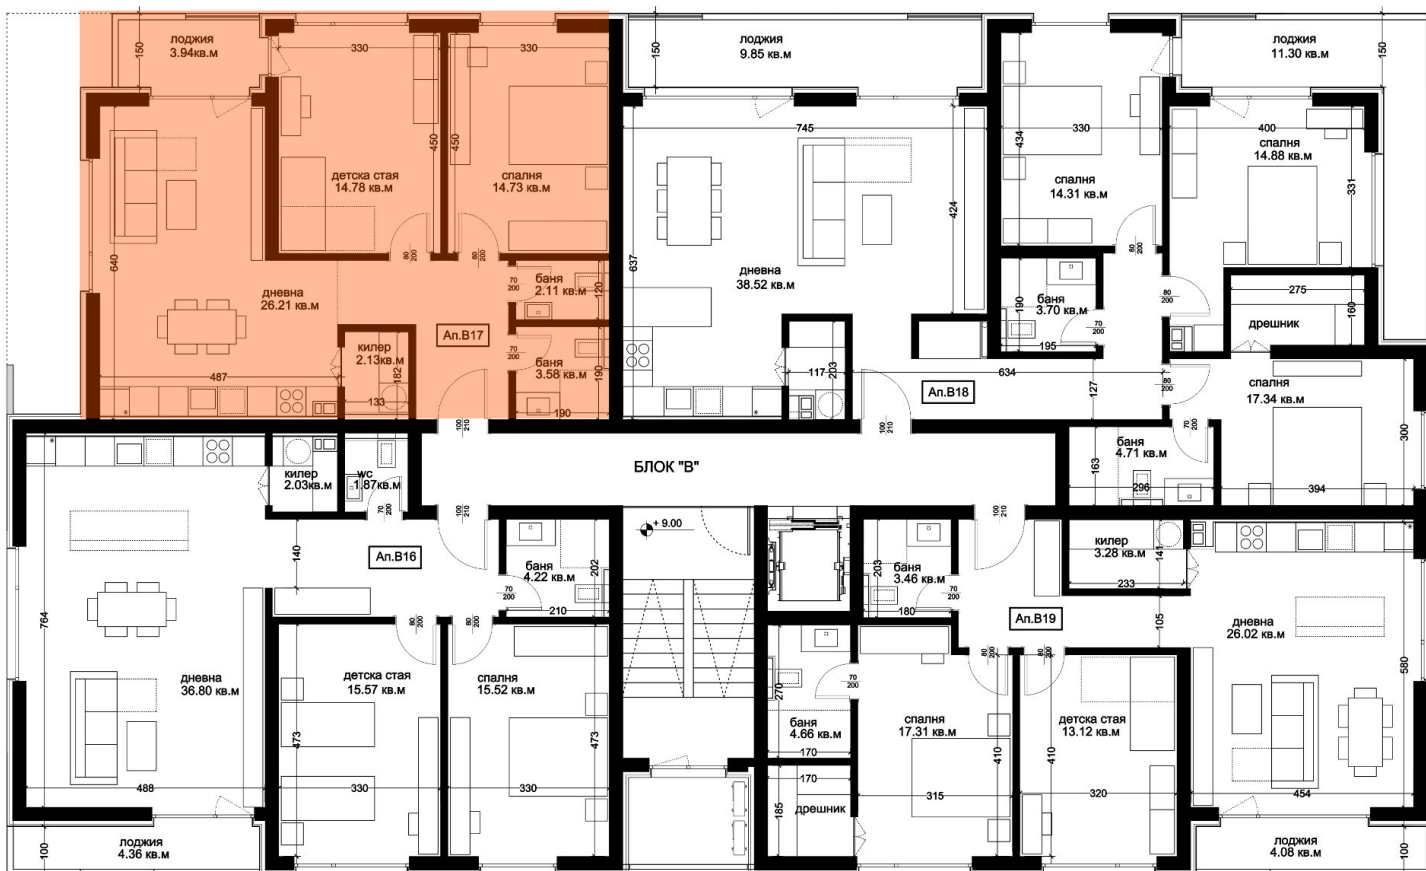 лоджия
3.94кв.м
150
330
330
450
450
детска стая
14.78 кв.м
спалня
14.73 кв.м
640
дневна
26.21 кв.м
80
200
80
200
70
200
баня
2.11 кв.м
120
Ап.В17
килер
2.13кв.м
182
133
487
70
200
баня
3.58 кв.м
190
190
100
210
лоджия
9.85 кв.м
150
745
637
424
дневна
38.52 кв.м
117
203
634
Ап.В18
100
210
434
330
спалня
14.31 кв.м
80
200
баня
3.70 кв.м
190
195
70
200
127
лоджия
11.30 кв.м
150
400
спалня
14.88 кв.м
331
80
200
275
160
дрешник
80
200
спалня
17.34 кв.м
300
394
70
200
баня
4.71 кв.м
163
296
БЛОК "В"
+ 9.00
килер
2.03кв.м
wc
1.87кв.м
70
200
100
210
140
Ап.В16
баня
4.22 кв.м
202
210
70
200
764
дневна
36.80 кв.м
488
80
200
80
200
детска стая
15.57 кв.м
473
330
спалня
15.52 кв.м
473
330
лоджия
4.36 кв.м
100
100
210
баня
3.46 кв.м
203
180
70
200
Ап.В19
килер
3.28 кв.м
141
233
105
дневна
26.02 кв.м
580
454
80
200
80
200
70
200
270
баня
4.66 кв.м
170
170
185
дрешник
спалня
17.31 кв.м
410
315
детска стая
13.12 кв.м
410
320
лоджия
4.08 кв.м
100
100